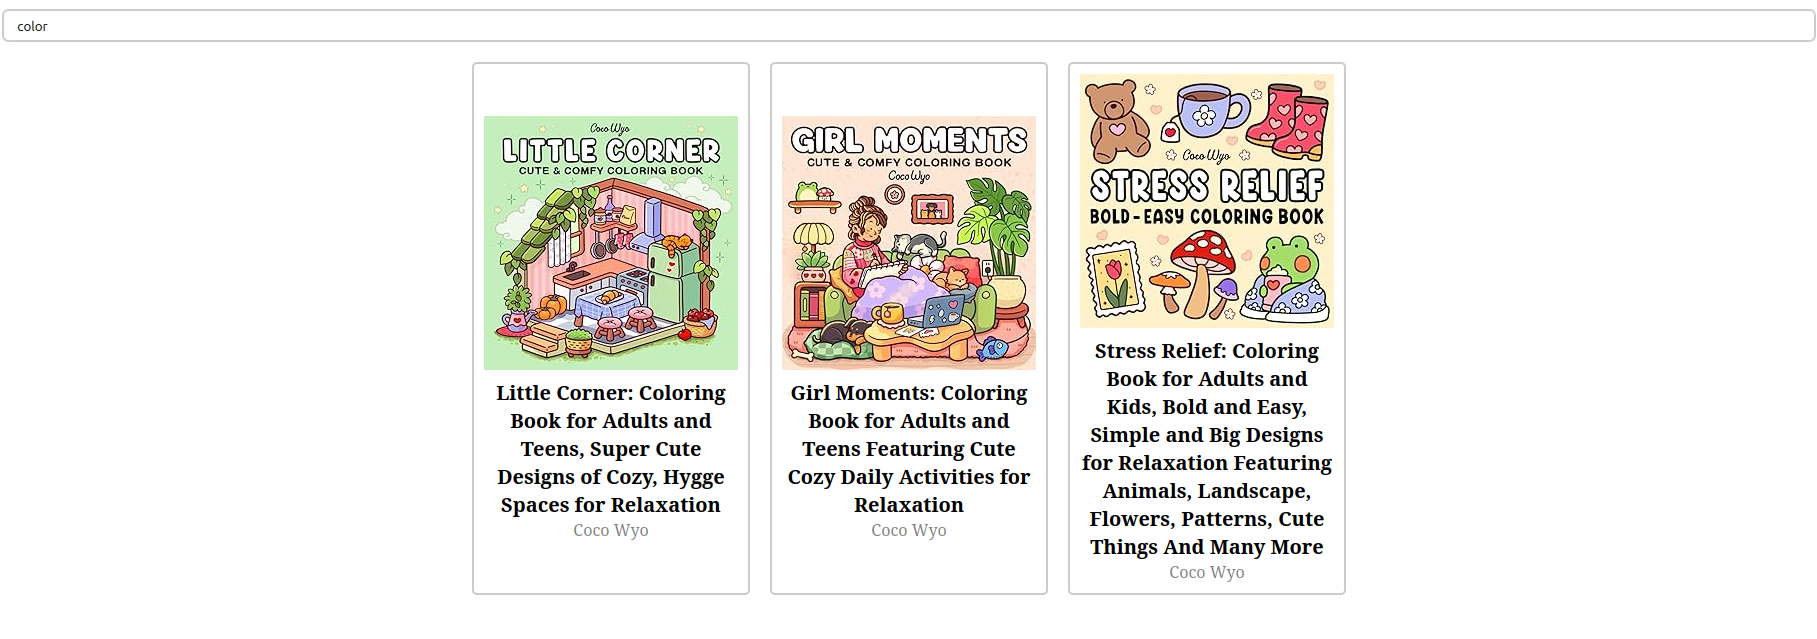 color
Coco Wyo
LITTLE CORNER
CUTE & COMFY COLORING BOOK
Little Corner: Coloring
Book for Adults and
Teens, Super Cute
Designs of Cozy, Hygge
Spaces for Relaxation
Coco Wyo
GIRL MOMENTS
CUTE & COMFY COLORING BOOK
Coco Wyo
Girl Moments: Coloring
Book for Adults and
Teens Featuring Cute
Cozy Daily Activities for
Relaxation
Coco Wyo
Coco Wyo
STRESS RELIEF
BOLD-EASY COLORING BOOK
Stress Relief: Coloring
Book for Adults and
Kids, Bold and Easy,
Simple and Big Designs
for Relaxation Featuring
Animals, Landscape,
Flowers, Patterns, Cute
Things And Many More
Coco Wyo